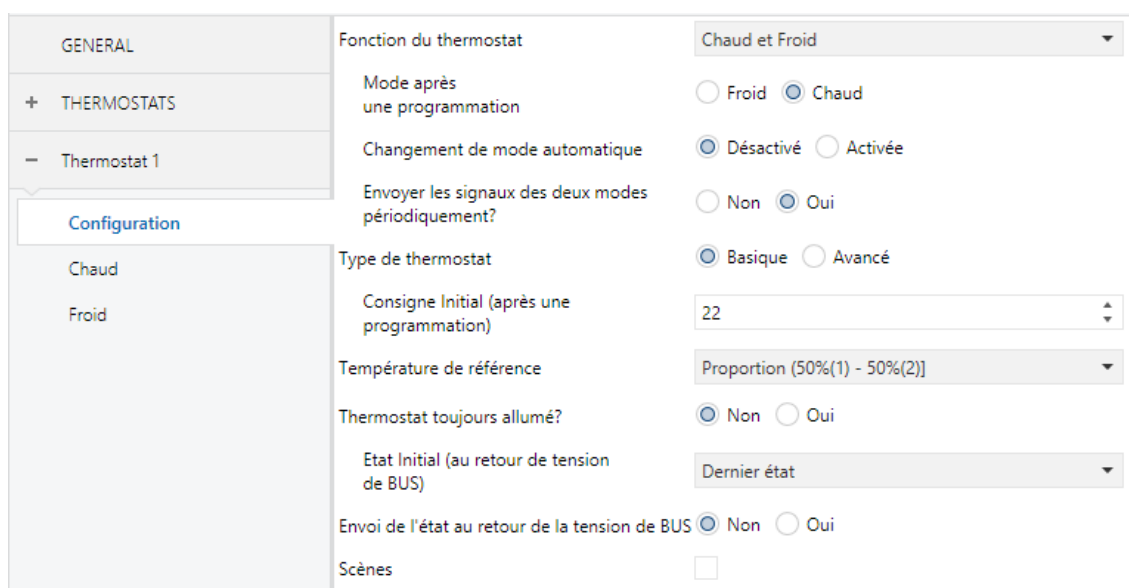 GENERAL
+ THERMOSTATS
− Thermostat 1
Configuration
Chaud
Froid
Fonction du thermostat
Chaud et Froid
Mode après
une programmation
Froid Chaud
Changement de mode automatique
Désactivé Activée
Envoyer les signaux des deux modes
périodiquement?
Non Oui
Type de thermostat
Basique Avancé
Consigne Initial (après une
programmation)
22
Température de référence
Proportion (50%(1) - 50%(2)]
Thermostat toujours allumé?
Non Oui
Etat Initial (au retour de tension
de BUS)
Dernier état
Envoi de l'état au retour de la tension de BUS
Non Oui
Scènes